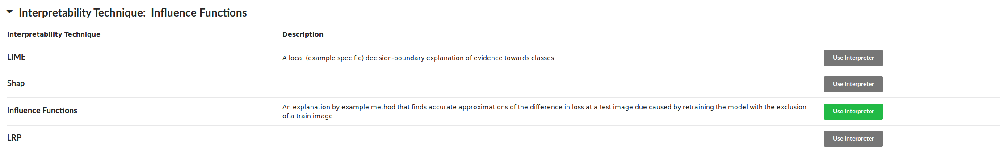 Interpretability Technique: Influence Functions
Interpretability Technique Description
LIME A local (example specific) decision-boundary explanation of evidence towards classes Use Interpreter
Shap Use Interpreter
Influence Functions An explanation by example method that finds accurate approximations of the difference in loss at a test image due caused by retraining the model with the exclusion Use Interpreter
of a train image
LRP Use Interpreter